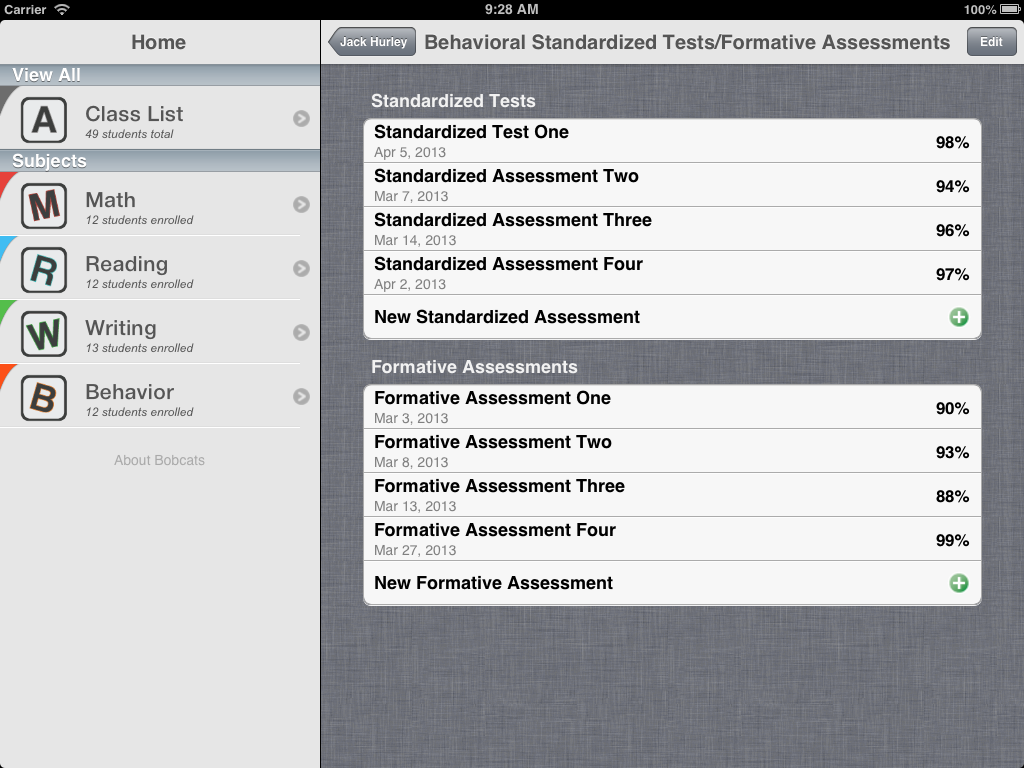 Carrier 9:28 AM 100%
Home
View All
A Class List
49 students total
Subjects
M Math
12 students enrolled
R Reading
12 students enrolled
W Writing
13 students enrolled
B Behavior
12 students enrolled
About Bobcats
Jack Hurley Behavioral Standardized Tests/Formative Assessments Edit
Standardized Tests
Standardized Test One
Apr 5, 2013
98%
Standardized Assessment Two
Mar 7, 2013
94%
Standardized Assessment Three
Mar 14, 2013
96%
Standardized Assessment Four
Apr 2, 2013
97%
New Standardized Assessment
Formative Assessments
Formative Assessment One
Mar 3, 2013
90%
Formative Assessment Two
Mar 8, 2013
93%
Formative Assessment Three
Mar 13, 2013
88%
Formative Assessment Four
Mar 27, 2013
99%
New Formative Assessment